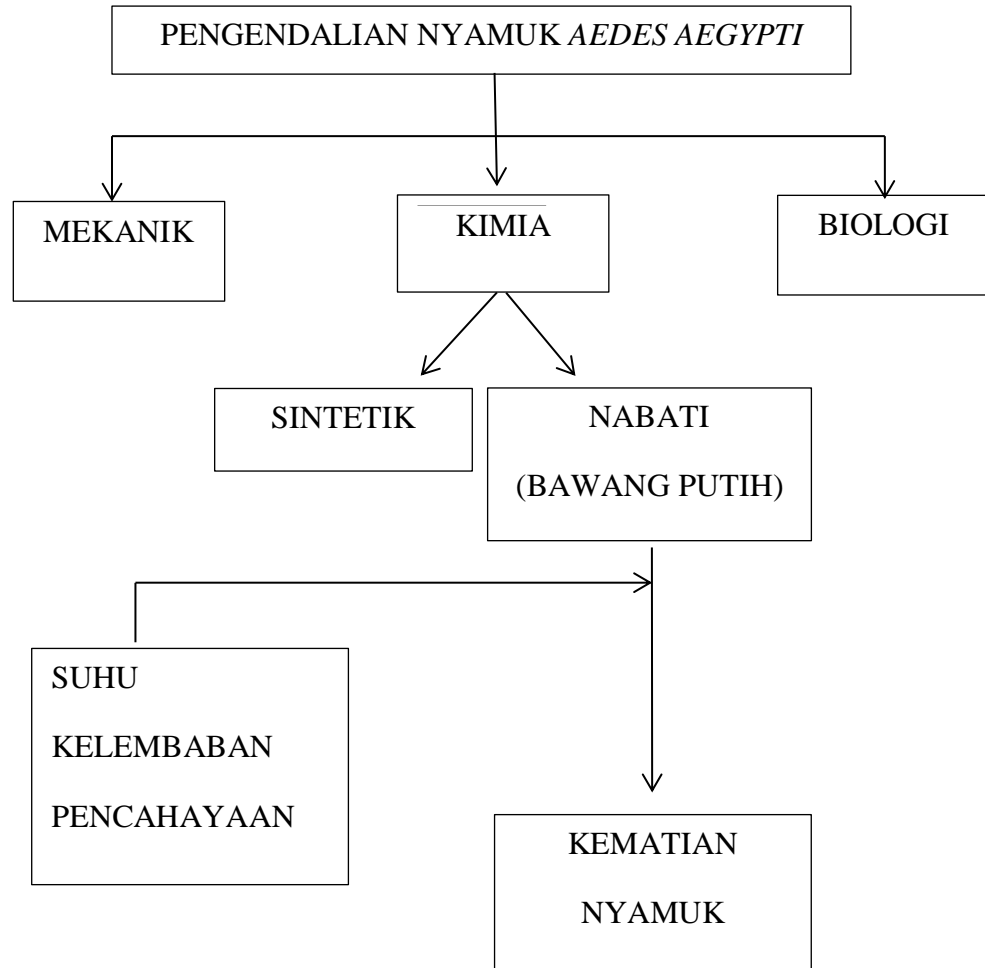 PENGENDALIAN NYAMUK AEDES AEGYPTI
MEKANIK
KIMIA
BIOLOGI
SINTETIK
NABATI
(BAWANG PUTIH)
SUHU
KELEMBABAN
PENCAHAYAAN
KEMATIAN
NYAMUK